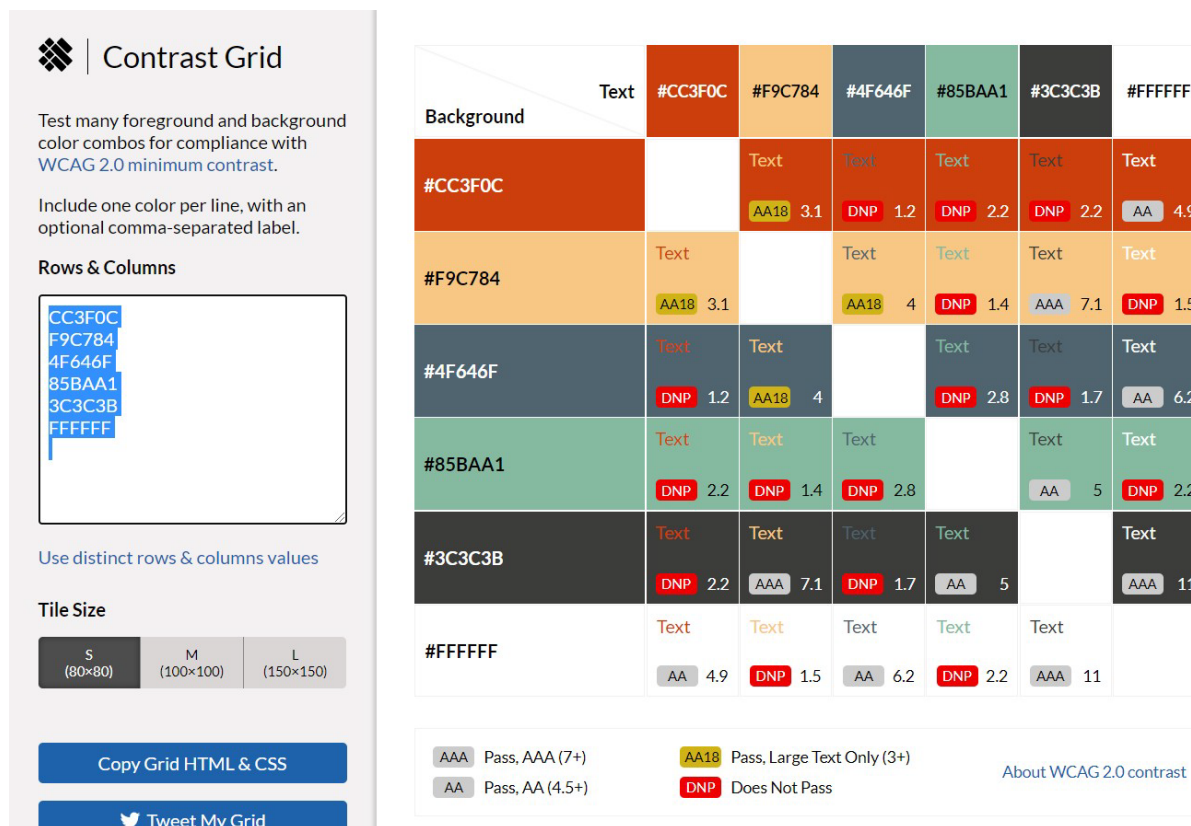 Contrast Grid
Test many foreground and background
color combos for compliance with
WCAG 2.0 minimum contrast.
Include one color per line, with an
optional comma-separated label.
Rows & Columns
CC3F0C
F9C784
4F646F
85BAA1
3C3C3B
FFFFFF
Use distinct rows & columns values
Tile Size
S M L
(80×80) (100×100) (150×150)
Copy Grid HTML & CSS
Tweet My Grid
Text #CC3F0C #F9C784 #4F646F #85BAA1 #3C3C3B #FFFFFF
Background
Text Text Text Text Text
#CC3F0C
AA18 3.1 DNP 1.2 DNP 2.2 DNP 2.2 AA 4.9
Text Text Text Text Text
#F9C784
AA18 3.1 AA18 4 DNP 1.4 AAA 7.1 DNP 1.5
Text Text Text Text Text
#4F646F
DNP 1.2 AA18 4 DNP 2.8 DNP 1.7 AA 6.2
Text Text Text Text Text
#85BAA1
DNP 2.2 DNP 1.4 DNP 2.8 AA 5 DNP 2.2
Text Text Text Text Text
#3C3C3B
DNP 2.2 AAA 7.1 DNP 1.7 AA 5 AAA 11
Text Text Text Text Text
#FFFFFF
AA 4.9 DNP 1.5 AA 6.2 DNP 2.2 AAA 11
AAA Pass, AAA (7+) AA18 Pass, Large Text Only (3+)
About WCAG 2.0 contrast
AA Pass, AA (4.5+) DNP Does Not Pass